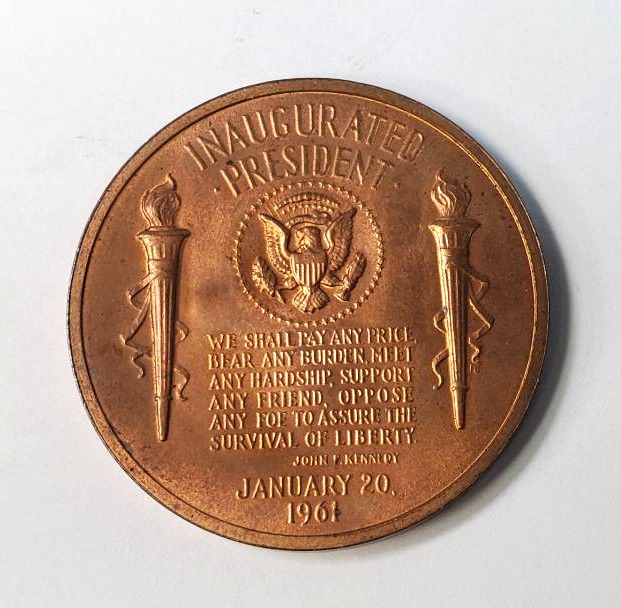 INAUGURATED
· PRESIDENT ·
WE SHALL PAY ANY PRICE,
BEAR ANY BURDEN, MEET
ANY HARDSHIP, SUPPORT
ANY FRIEND, OPPOSE
ANY FOE TO ASSURE THE
SURVIVAL OF LIBERTY.
JOHN F. KENNEDY
JANUARY 20,
1961